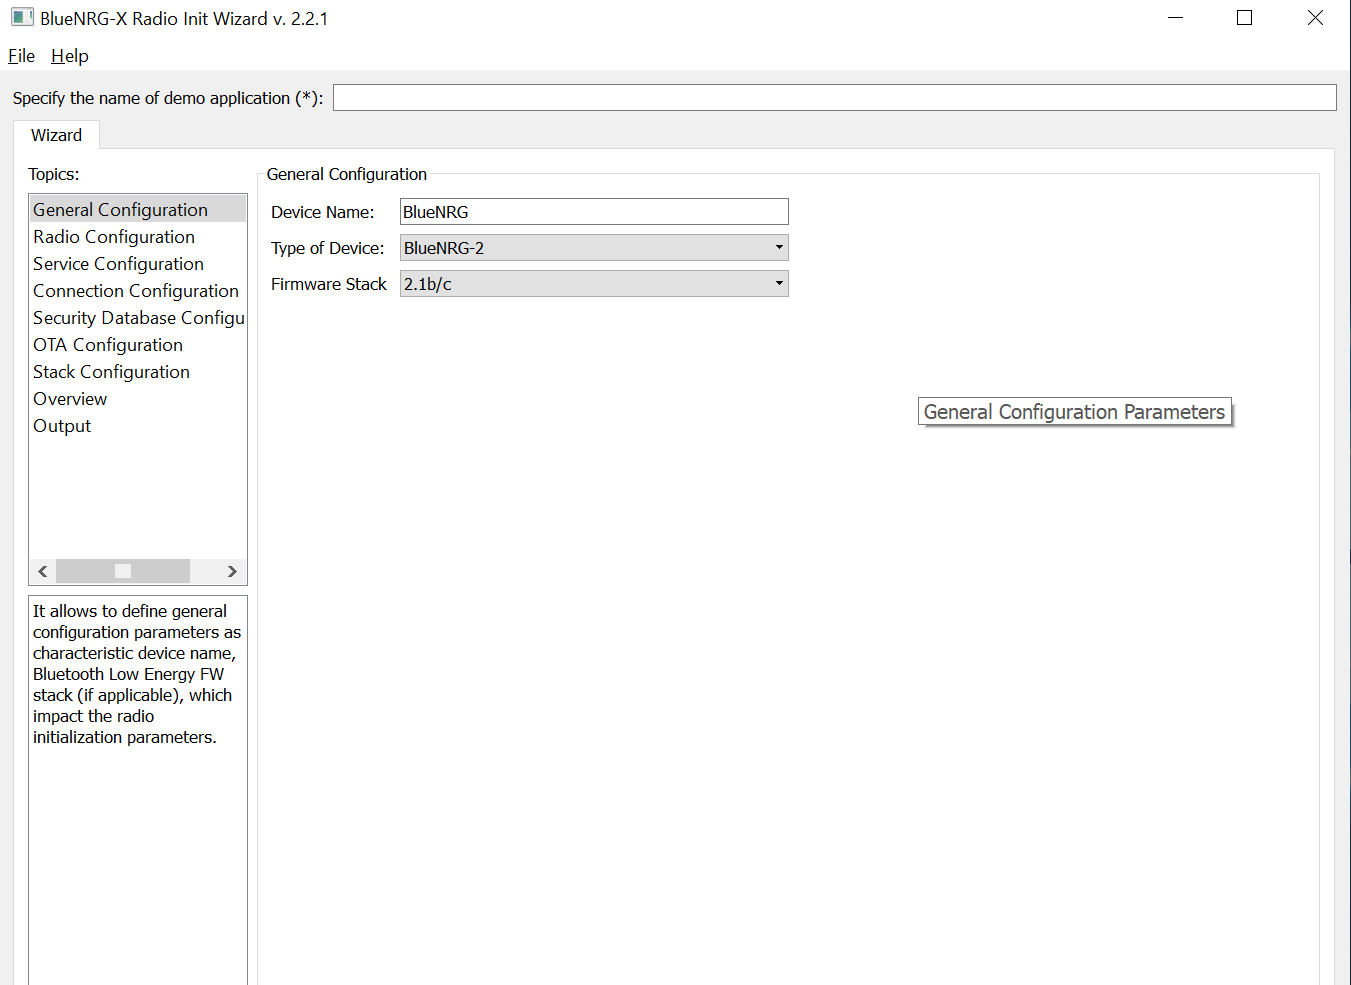 BlueNRG-X Radio Init Wizard v. 2.2.1
File Help
Specify the name of demo application (*):
Wizard
Topics:
General Configuration
Radio Configuration
Service Configuration
Connection Configuration
Security Database Configu
OTA Configuration
Stack Configuration
Overview
Output
It allows to define general
configuration parameters as
characteristic device name,
Bluetooth Low Energy FW
stack (if applicable), which
impact the radio
initialization parameters.
General Configuration
Device Name: BlueNRG
Type of Device: BlueNRG-2
Firmware Stack 2.1b/c
General Configuration Parameters